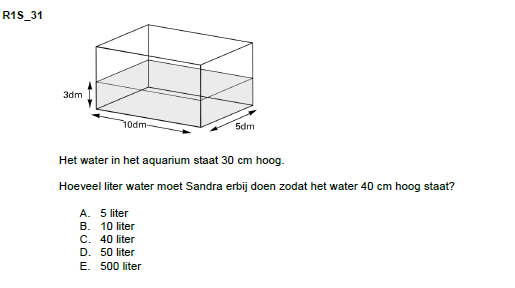 R1S_31
3dm
10dm
5dm
Het water in het aquarium staat 30 cm hoog.
Hoeveel liter water moet Sandra erbij doen zodat het water 40 cm hoog staat?
A. 5 liter
B. 10 liter
C. 40 liter
D. 50 liter
E. 500 liter